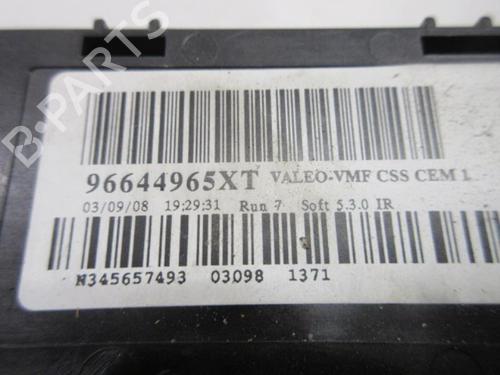 B-PARTS
96644965XT VALEO-VMF CSS CEM 1
03/09/08 19:29:31 Run 7 Soft 5.3.0 IR
N345657493 03098 1371